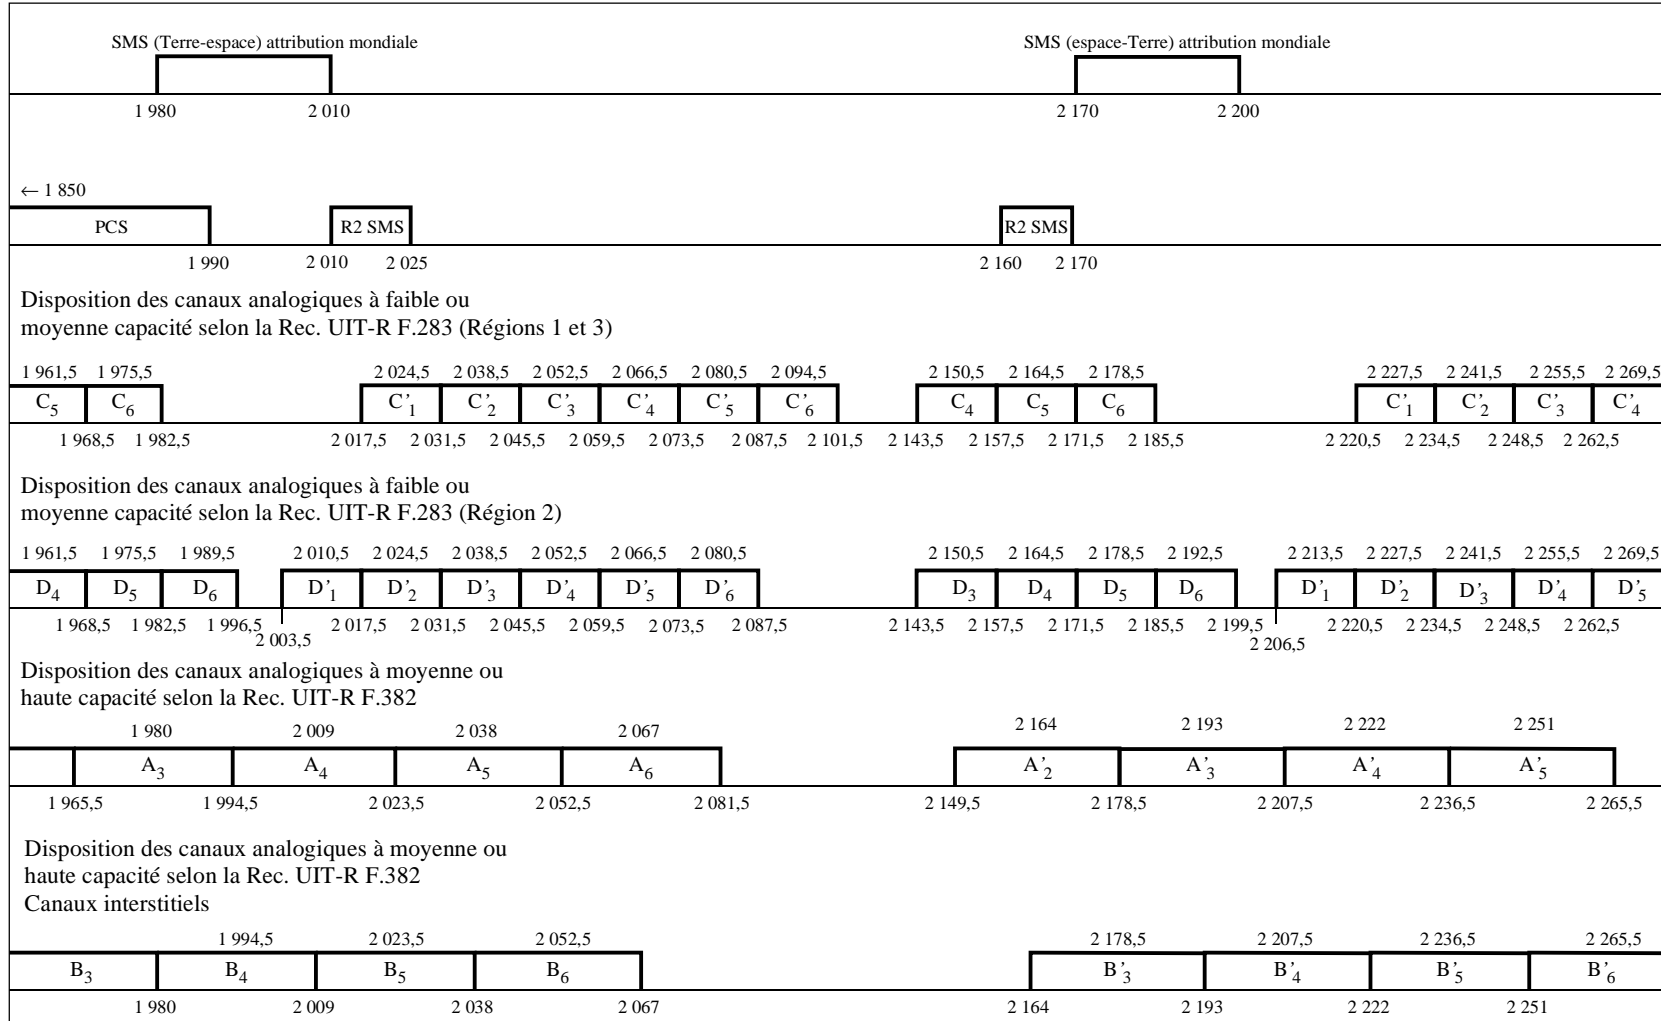 SMS (Terre-espace) attribution mondiale SMS (espace-Terre) attribution mondiale
1 980 2 010 2 170 2 200
← 1 850
PCS R2 SMS R2 SMS
1 990 2 010 2 025 2 160 2 170
Disposition des canaux analogiques à faible ou
moyenne capacité selon la Rec. UIT-R F.283 (Régions 1 et 3)
1 961,5 1 975,5 2 024,5 2 038,5 2 052,5 2 066,5 2 080,5 2 094,5 2 150,5 2 164,5 2 178,5 2 227,5 2 241,5 2 255,5 2 269,5
C5 C6 C'1 C'2 C'3 C'4 C'5 C'6 C4 C5 C6 C'1 C'2 C'3 C'4
1 968,5 1 982,5 2 017,5 2 031,5 2 045,5 2 059,5 2 073,5 2 087,5 2 101,5 2 143,5 2 157,5 2 171,5 2 185,5 2 220,5 2 234,5 2 248,5 2 262,5
Disposition des canaux analogiques à faible ou
moyenne capacité selon la Rec. UIT-R F.283 (Région 2)
1 961,5 1 975,5 1 989,5 2 010,5 2 024,5 2 038,5 2 052,5 2 066,5 2 080,5 2 150,5 2 164,5 2 178,5 2 192,5 2 213,5 2 227,5 2 241,5 2 255,5 2 269,5
D4 D5 D6 D'1 D'2 D'3 D'4 D'5 D'6 D3 D4 D5 D6 D'1 D'2 D'3 D'4 D'5
1 968,5 1 982,5 1 996,5 2 003,5 2 017,5 2 031,5 2 045,5 2 059,5 2 073,5 2 087,5 2 143,5 2 157,5 2 171,5 2 185,5 2 199,5 2 206,5 2 220,5 2 234,5 2 248,5 2 262,5
Disposition des canaux analogiques à moyenne ou
haute capacité selon la Rec. UIT-R F.382
1 980 2 009 2 038 2 067 2 164 2 193 2 222 2 251
A3 A4 A5 A6 A'2 A'3 A'4 A'5
1 965,5 1 994,5 2 023,5 2 052,5 2 081,5 2 149,5 2 178,5 2 207,5 2 236,5 2 265,5
Disposition des canaux analogiques à moyenne ou
haute capacité selon la Rec. UIT-R F.382
Canaux interstitiels
1 994,5 2 023,5 2 052,5 2 178,5 2 207,5 2 236,5 2 265,5
B3 B4 B5 B6 B'3 B'4 B'5 B'6
1 980 2 009 2 038 2 067 2 164 2 193 2 222 2 251